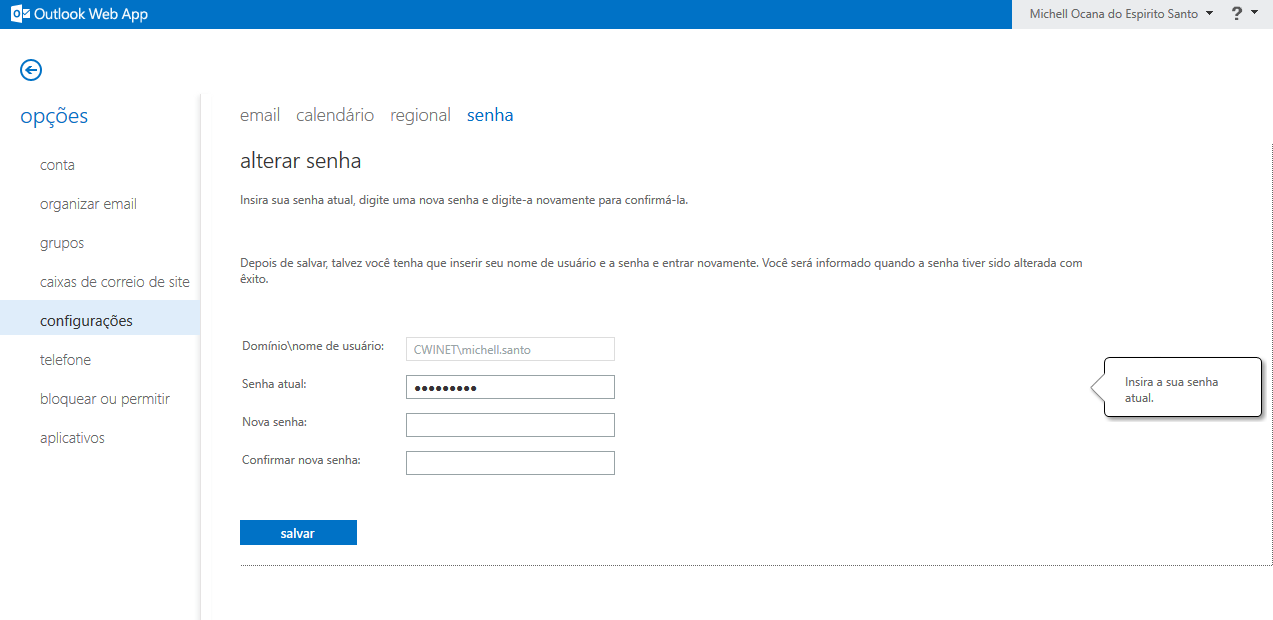 Outlook Web App
Michell Ocana do Espirito Santo
?
opções
conta
organizar email
grupos
caixas de correio de site
configurações
telefone
bloquear ou permitir
aplicativos
email calendário regional senha
alterar senha
Insira sua senha atual, digite uma nova senha e digite-a novamente para confirmá-la.
Depois de salvar, talvez você tenha que inserir seu nome de usuário e a senha e entrar novamente. Você será informado quando a senha tiver sido alterada com
êxito.
Domínio\nome de usuário: CWINET\michell.santo
Senha atual: •••••••••
Nova senha:
Confirmar nova senha:
salvar
Insira a sua senha
atual.